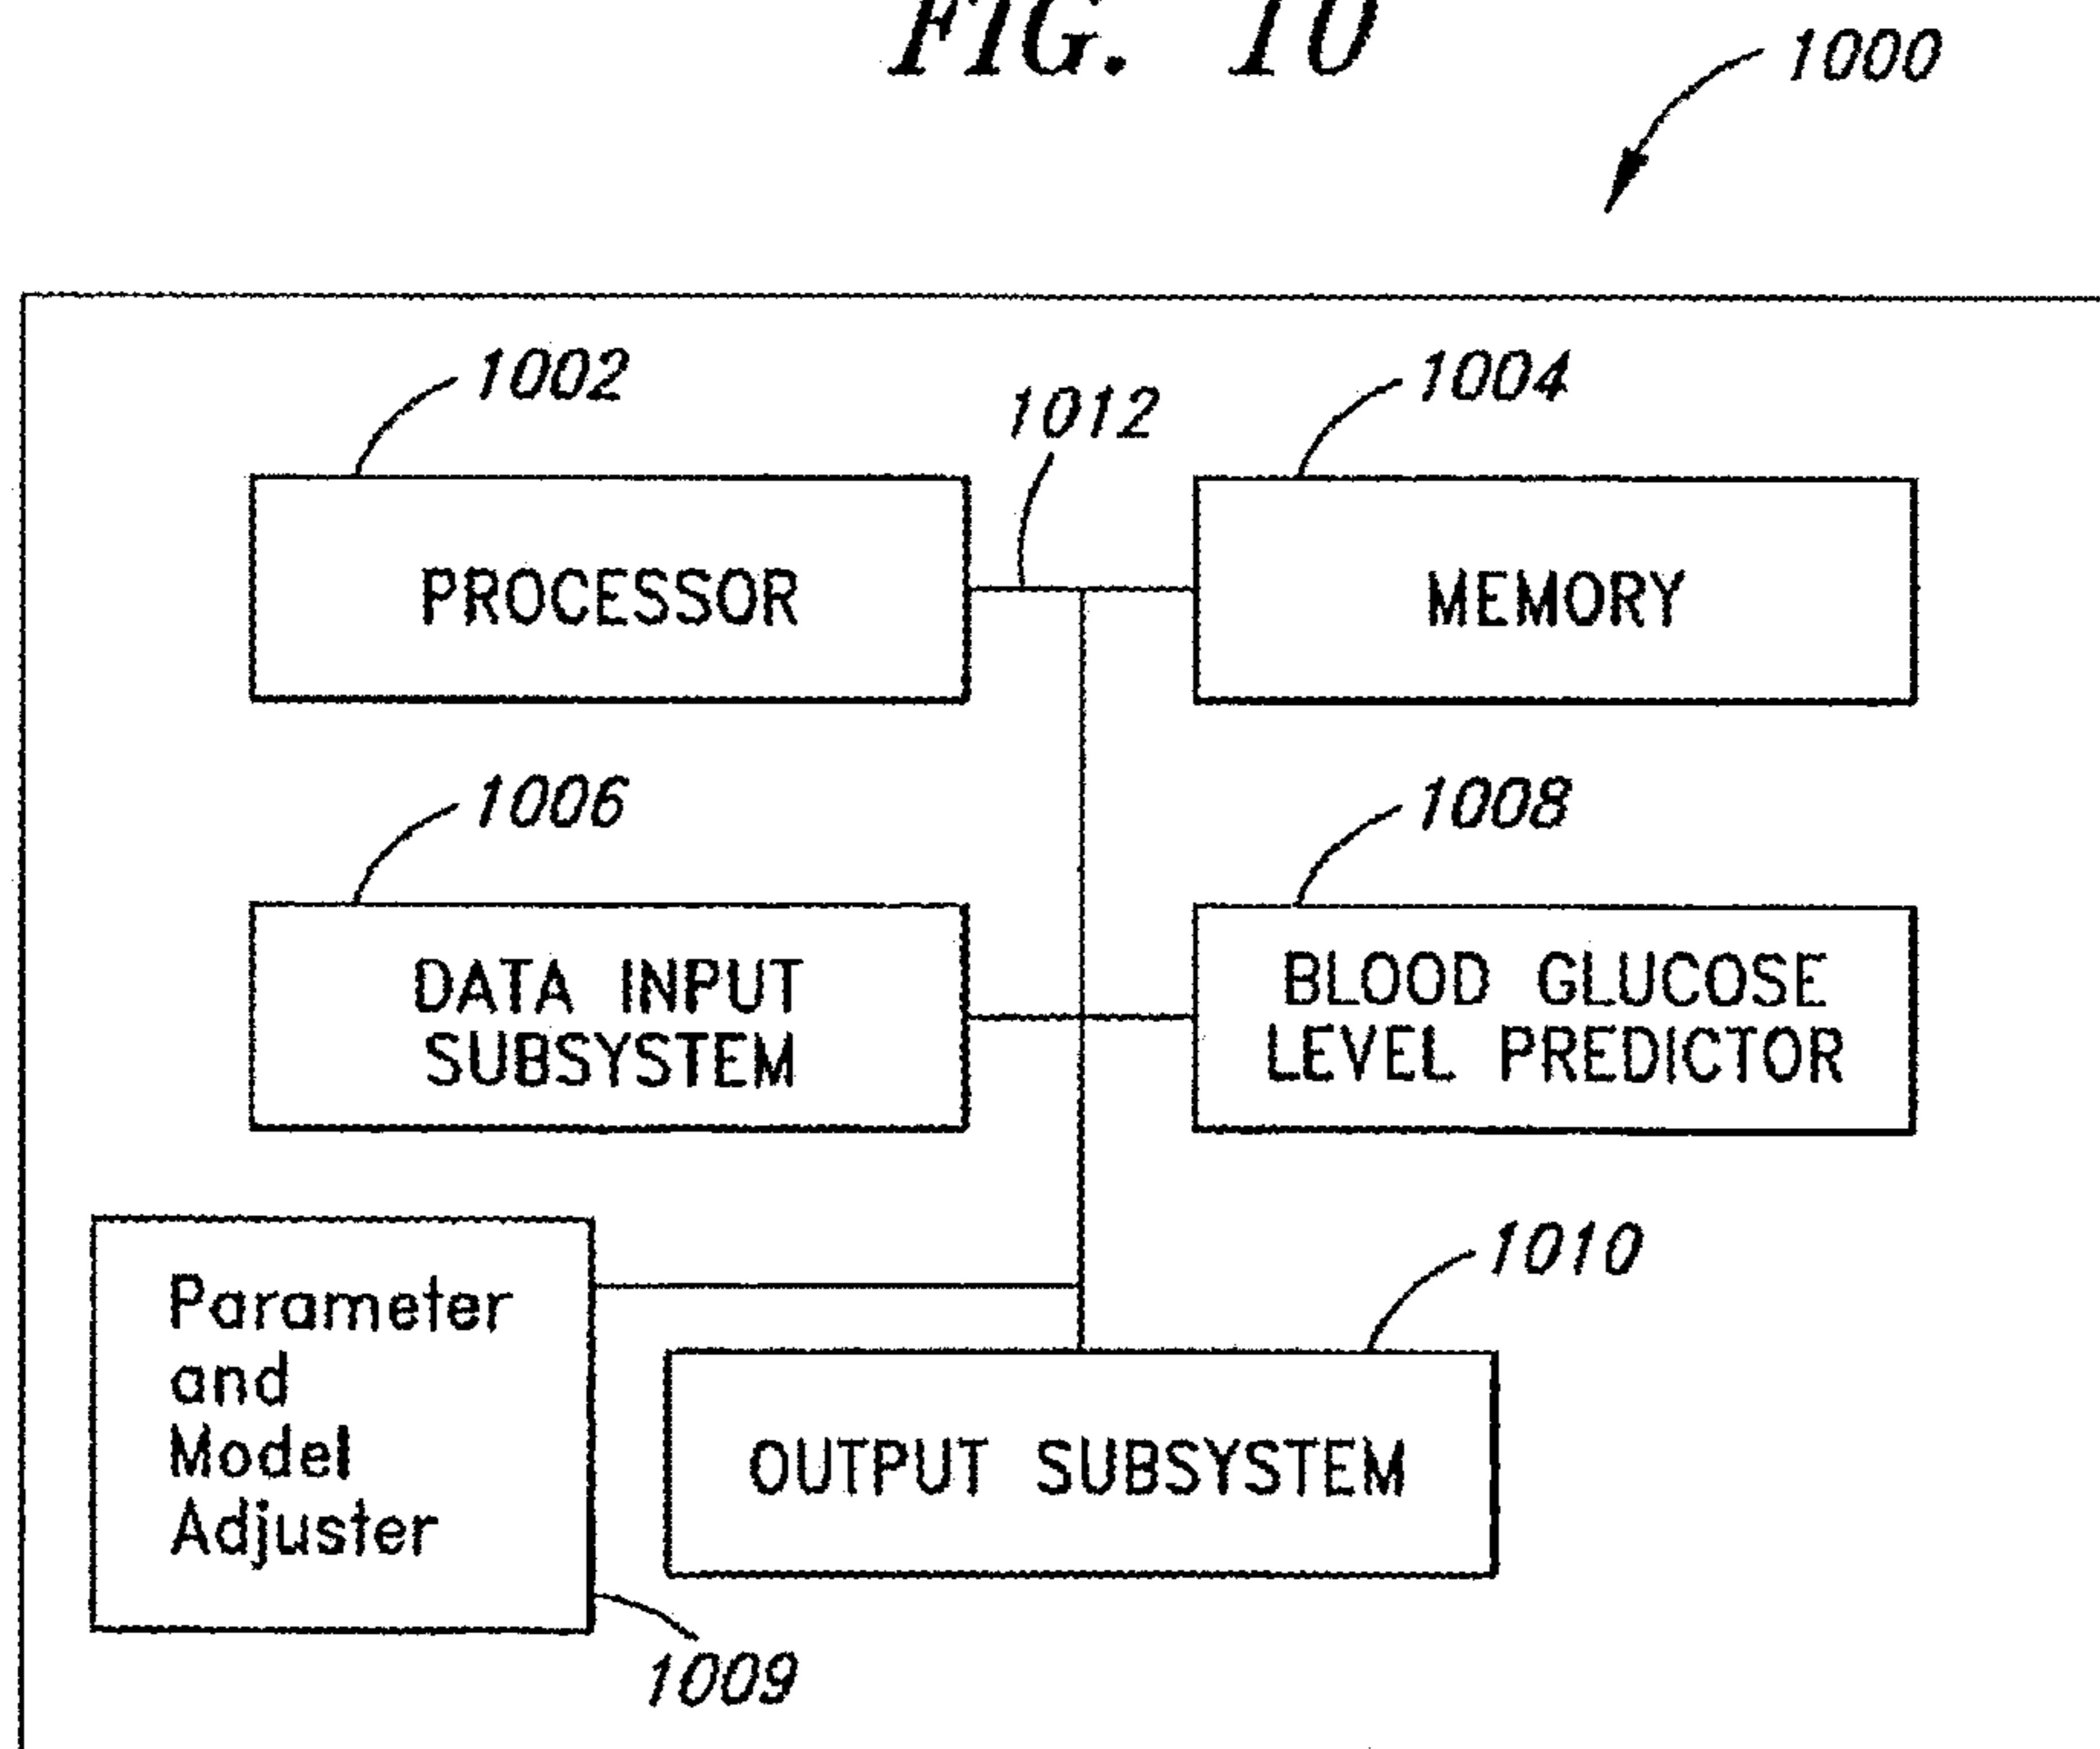 FIG. 10
1000
1002
1012
1004
PROCESSOR
MEMORY
1006
1008
DATA INPUT
SUBSYSTEM
BLOOD GLUCOSE
LEVEL PREDICTOR
1010
Parameter
and
Model
Adjuster
OUTPUT SUBSYSTEM
1009